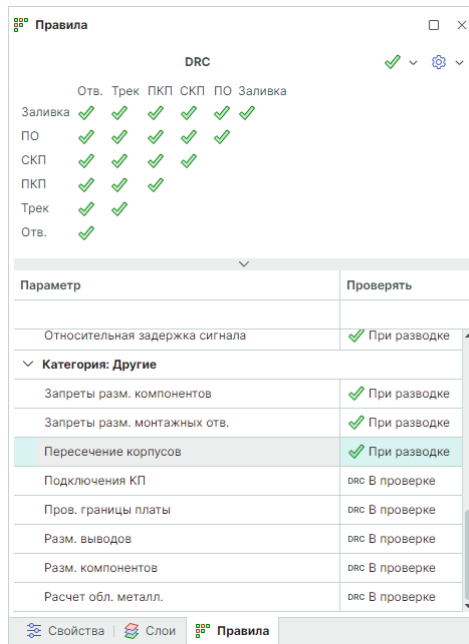 Правила
DRC
Отв. Трек ПКП СКП ПО Заливка
Заливка
ПО
СКП
ПКП
Трек
Отв.
Параметр Проверять
Относительная задержка сигнала При разводке
Категория: Другие
Запреты разм. компонентов При разводке
Запреты разм. монтажных отв. При разводке
Пересечение корпусов При разводке
Подключения КП DRC В проверке
Пров. границы платы DRC В проверке
Разм. выводов DRC В проверке
Разм. компонентов DRC В проверке
Расчет обл. металл. DRC В проверке
Свойства Слои Правила